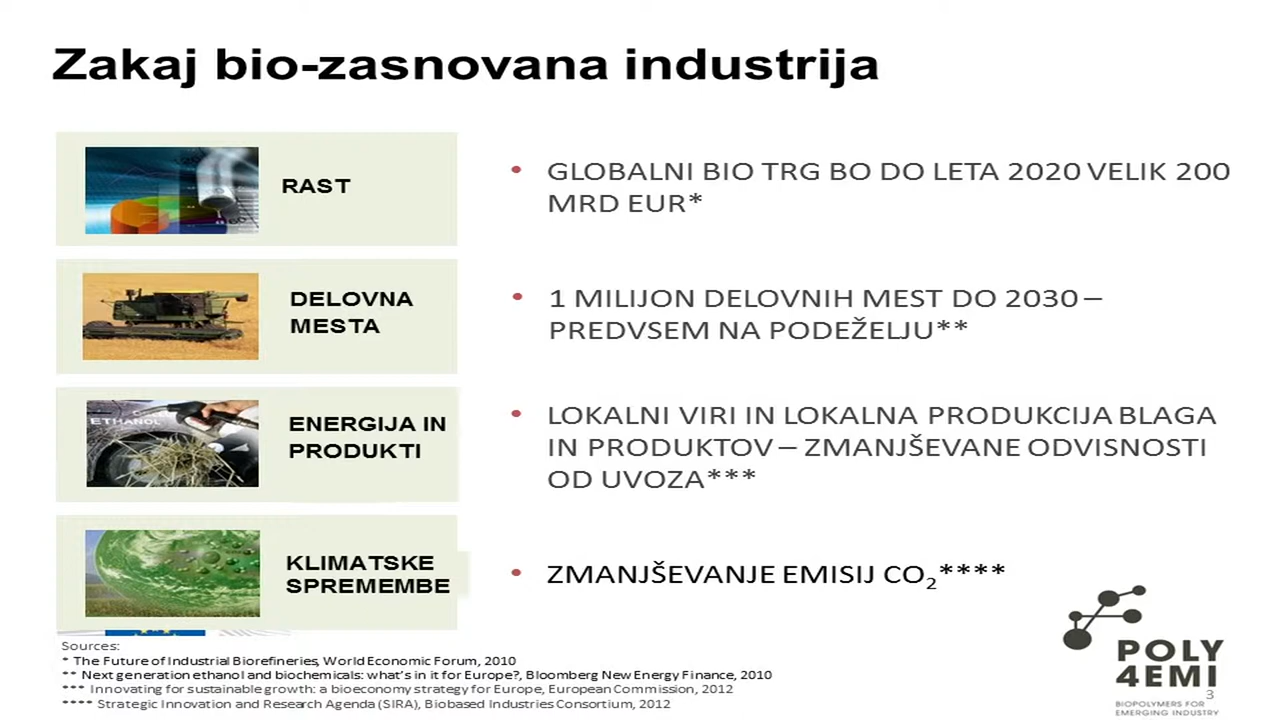 Zakaj bio-zasnovana industrija
RAST
• GLOBALNI BIO TRG BO DO LETA 2020 VELIK 200
MRD EUR*
DELOVNA
MESTA
• 1 MILIJON DELOVNIH MEST DO 2030 –
PREDVSEM NA PODEŽELJU**
ETHANOL
ENERGIJA IN
PRODUKTI
• LOKALNI VIRI IN LOKALNA PRODUKCIJA BLAGA
IN PRODUKTOV – ZMANJŠEVANE ODVISNOSTI
OD UVOZA***
KLIMATSKE
SPREMEMBE
• ZMANJŠEVANJE EMISIJ CO₂****
Sources:
* The Future of Industrial Biorefineries, World Economic Forum, 2010
** Next generation ethanol and biochemicals: what's in it for Europe?, Bloomberg New Energy Finance, 2010
*** Innovating for sustainable growth: a bioeconomy strategy for Europe, European Commission, 2012
**** Strategic Innovation and Research Agenda (SIRA), Biobased Industries Consortium, 2012
POLY
4EMI
3
BIOPOLYMERS FOR
EMERGING INDUSTRY